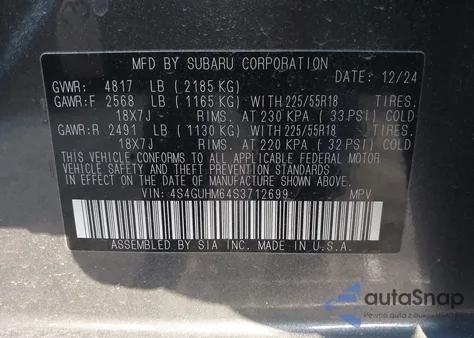 MFD BY SUBARU CORPORATION
DATE: 12/24
GVWR: 4817 LB (2185 KG)
GAWR:F 2568 LB (1165 KG) WITH 225/55R18 TIRES.
18X7J RIMS. AT 230 KPA (33 PSI) COLD
GAWR:R 2491 LB (1130 KG) WITH 225/55R18 TIRES.
18X7J RIMS. AT 220 KPA (32 PSI) COLD
THIS VEHICLE CONFORMS TO ALL APPLICABLE FEDERAL MOTOR
VEHICLE SAFETY STANDARDS IN EFFECT
ON THE DATE OF MANUFACTURE SHOWN ABOVE.
VIN: 4S4GUHM64S3712699 MPV
ASSEMBLED BY SIA INC. MADE IN U.S.A.
autoSnap